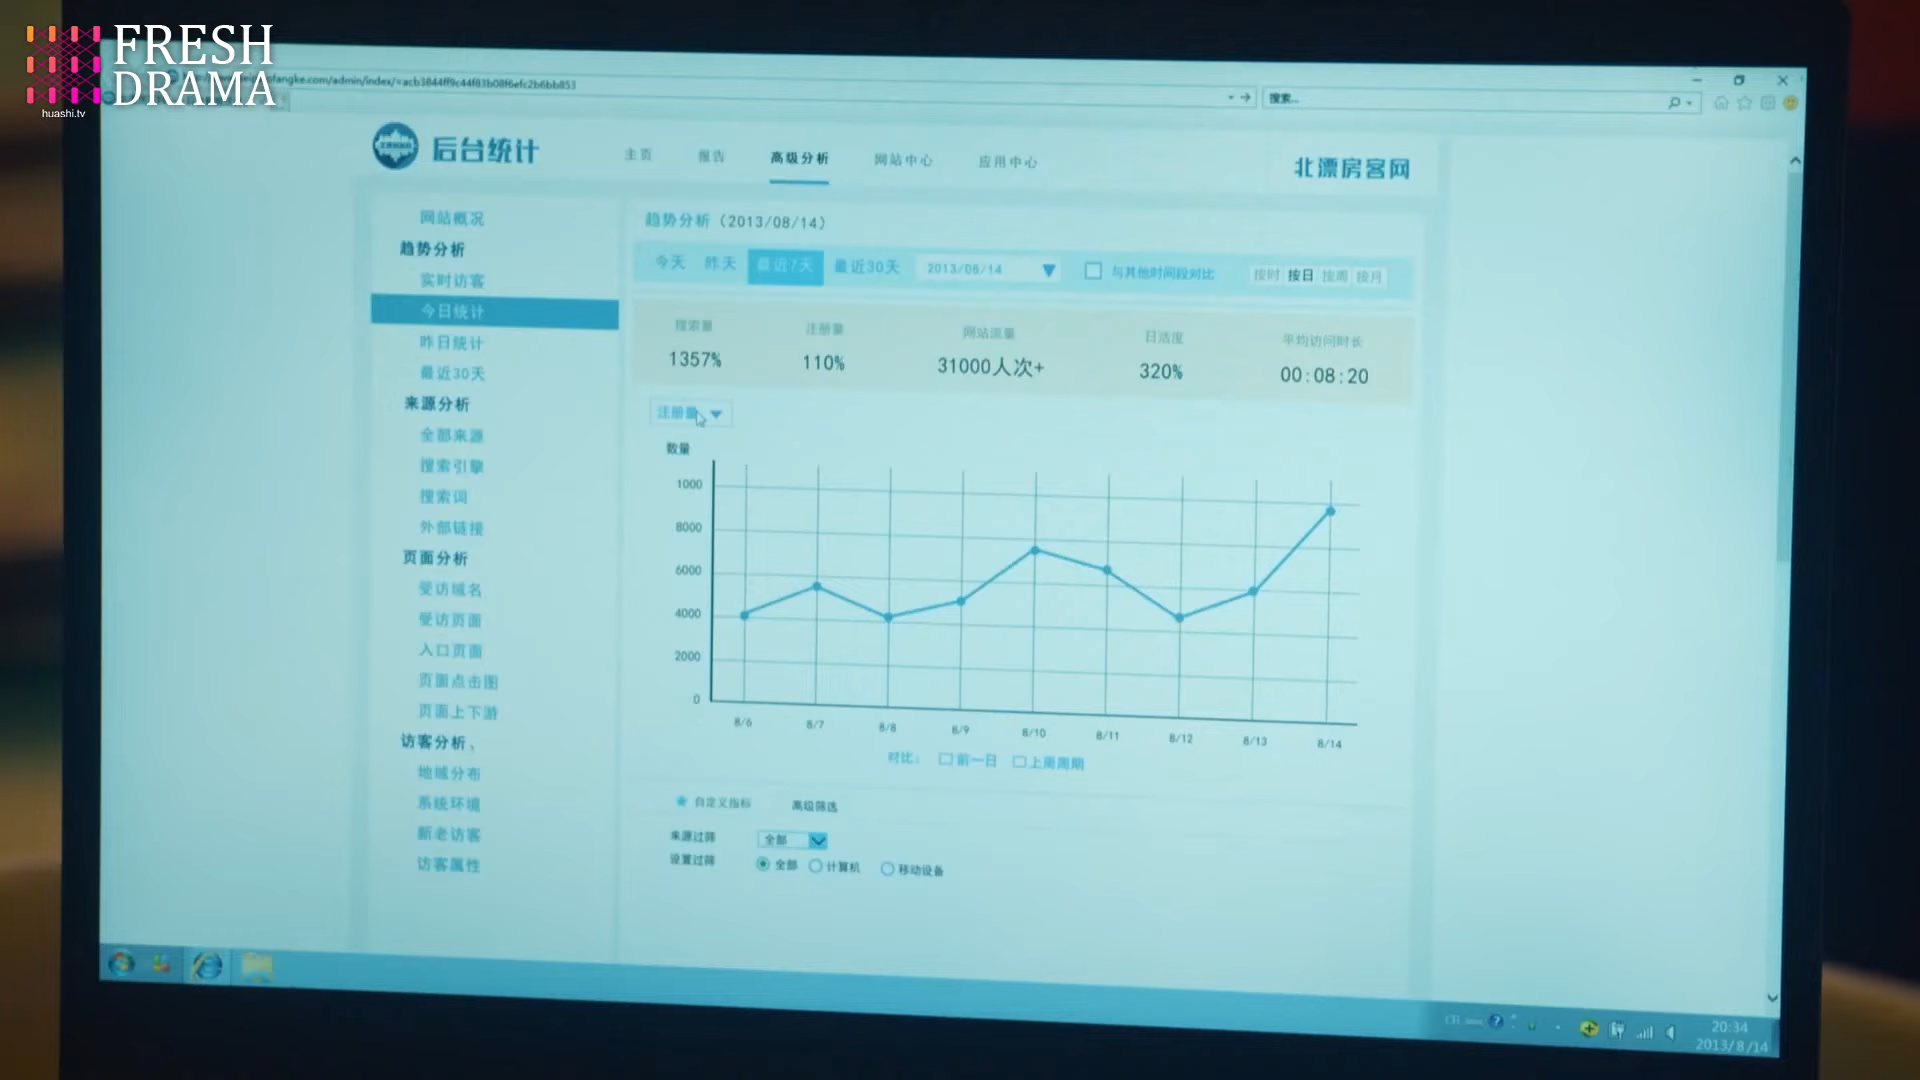 FRESH
DRAMA
huashi.tv
fangke.com/admin/index/
搜索...
后台统计
主页 报告 高级分析 网站中心 应用中心
北漂房客网
网站概况
趋势分析
实时访客
今日统计
昨日统计
最近30天
来源分析
全部来源
搜索引擎
搜索词
外部链接
页面分析
受访域名
受访页面
入口页面
页面点击图
页面上下游
访客分析、
地域分布
系统环境
新老访客
访客属性
趋势分析（2013/08/14）
今天 昨天 最近7天 最近30天 2013/08/14 与其他时间段对比 按时 按日 按周 按月
搜索量 注册量 网站流量 日活度 平均访问时长
1357% 110% 31000人次+ 320% 00:08:20
注册量
数量
1000
8000
6000
4000
2000
0
8/6 8/7 8/8 8/9 8/10 8/11 8/12 8/13 8/14
对比： 前一日 上周周期
自定义指标 高级筛选
来源过筛 全部
设置过筛 全部 计算机 移动设备
20:34
2013/8/14